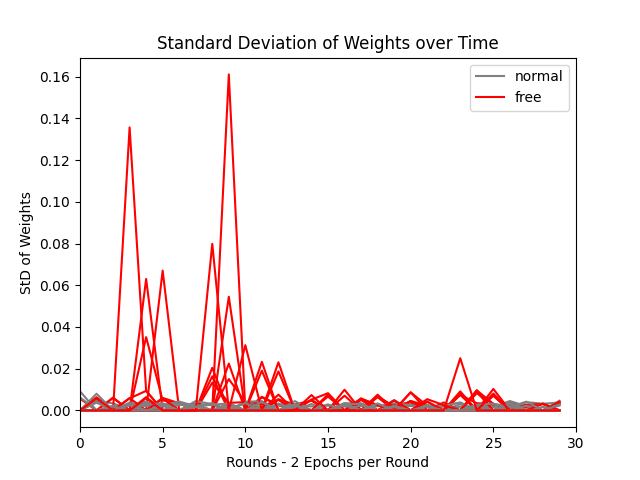 Standard Deviation of Weights over Time
normal
free
0.16
0.14
0.12
0.10
0.08
0.06
0.04
0.02
0.00
StD of Weights
0 5 10 15 20 25 30
Rounds - 2 Epochs per Round